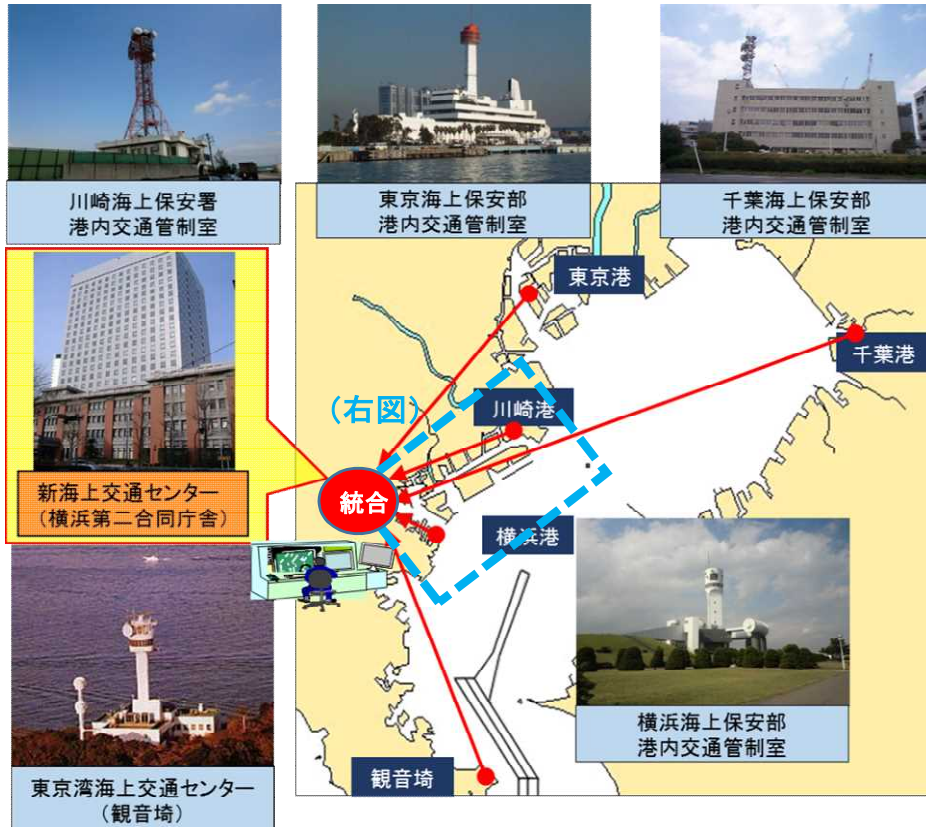 川崎海上保安署
港内交通管制室
東京海上保安部
港内交通管制室
千葉海上保安部
港内交通管制室
東京港
千葉港
(右図)
川崎港
統合
新海上交通センター
(横浜第二合同庁舎)
横浜港
横浜海上保安部
港内交通管制室
観音埼
東京湾海上交通センター
(観音埼)